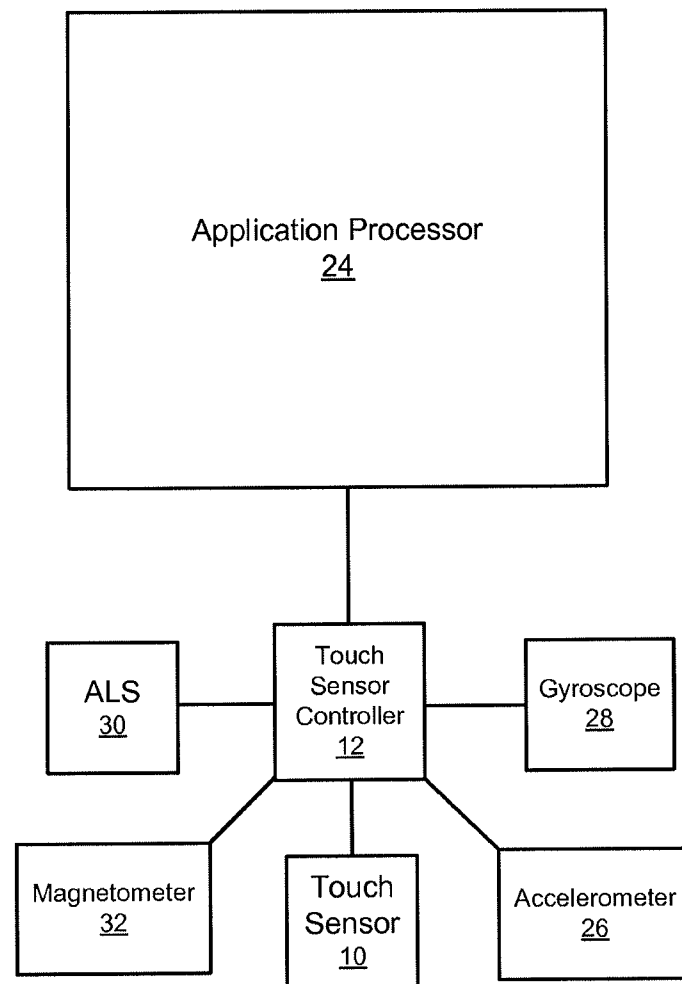 Application Processor
24
Touch
Sensor
Controller
12
ALS
30
Gyroscope
28
Magnetometer
32
Touch
Sensor
10
Accelerometer
26